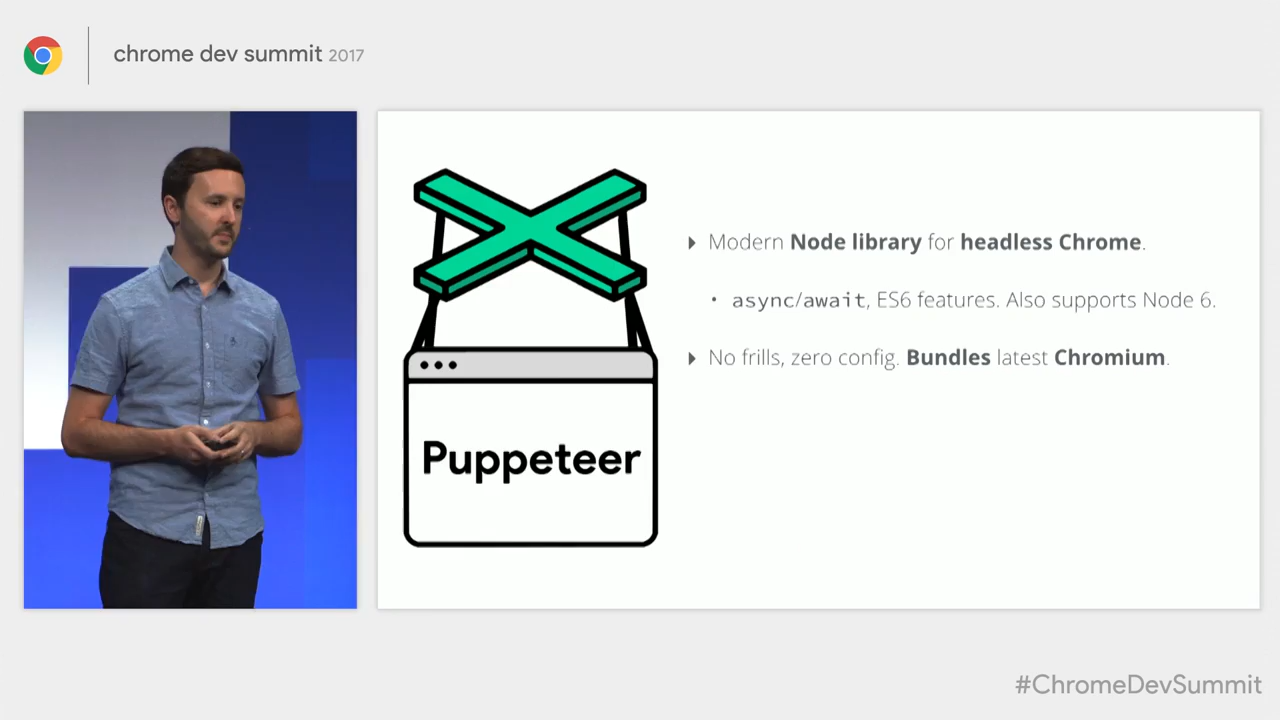 chrome dev summit 2017
Modern Node library for headless Chrome.
async/await, ES6 features. Also supports Node 6.
No frills, zero config. Bundles latest Chromium.
Puppeteer
#ChromeDevSummit